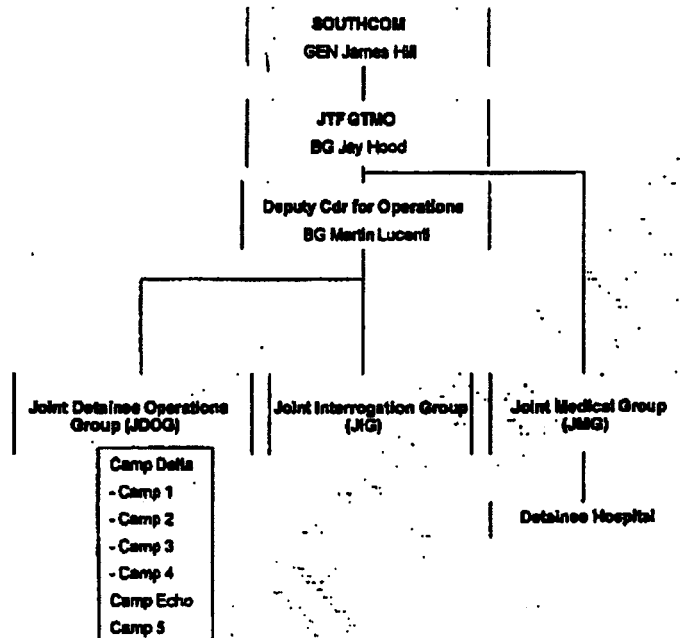 SOUTHCOM
GEN James Hill
JTF GTMO
BG Jay Hood
Deputy Cdr for Operations
BG Martin Lucenti
Joint Detainee Operations
Group (JDOG)
Joint Interrogation Group
(JIG)
Joint Medical Group
(JMG)
Camp Delta
- Camp 1
- Camp 2
- Camp 3
- Camp 4
Camp Echo
Camp 5
Detainee Hospital